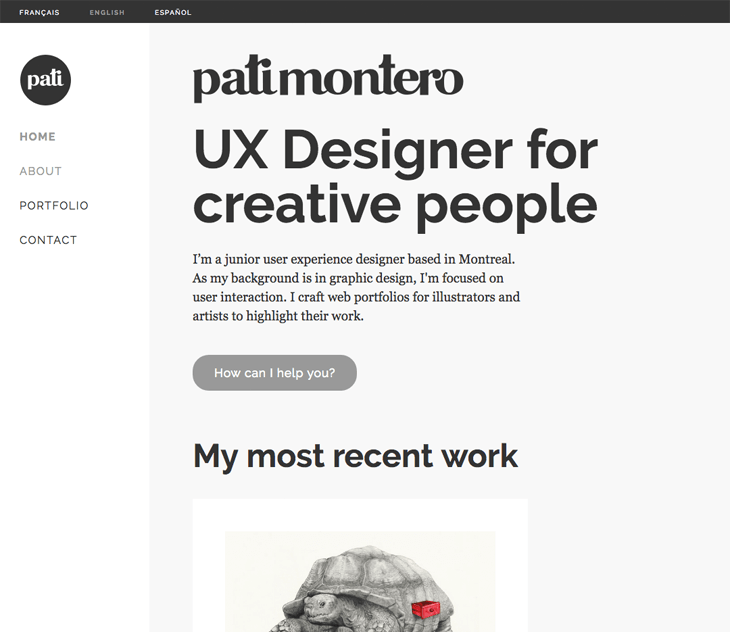 FRANÇAIS ENGLISH ESPAÑOL
pati
HOME
ABOUT
PORTFOLIO
CONTACT
pati montero
UX Designer for
creative people
I'm a junior user experience designer based in Montreal.
As my background is in graphic design, I'm focused on
user interaction. I craft web portfolios for illustrators and
artists to highlight their work.
How can I help you?
My most recent work